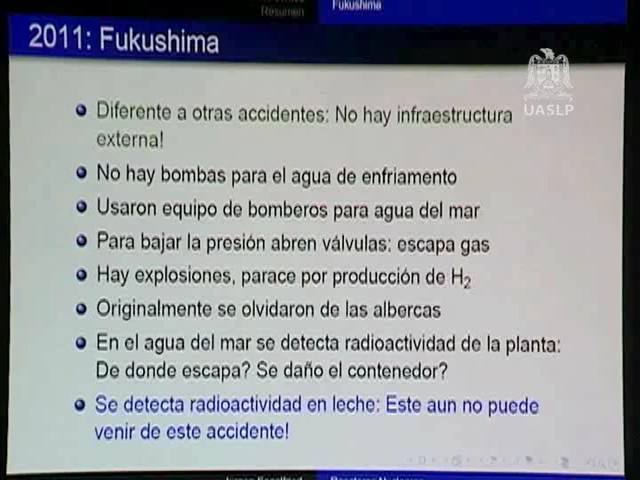 Resumen
Fukushima
2011: Fukushima
UASLP
Diferente a otras accidentes: No hay infraestructura
externa!
No hay bombas para el agua de enfriamento
Usaron equipo de bomberos para agua del mar
Para bajar la presión abren válvulas: escapa gas
Hay explosiones, parace por producción de H2
Originalmente se olvidaron de las albercas
En el agua del mar se detecta radioactividad de la planta:
De donde escapa? Se daño el contenedor?
Se detecta radioactividad en leche: Este aun no puede
venir de este accidente!